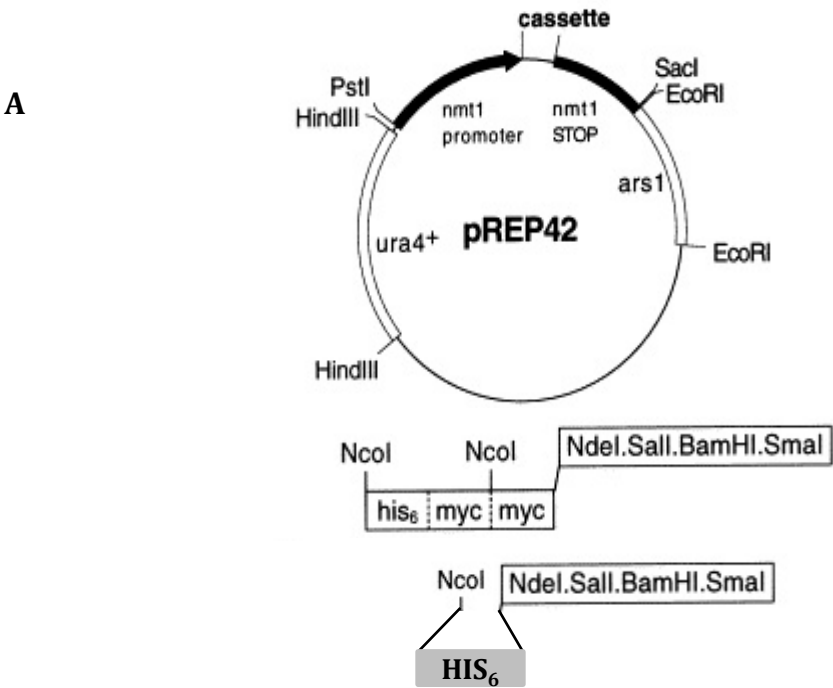 A
cassette
SacI
EcoRI
PstI
HindIII
nmt1
promoter
nmt1
STOP
ars1
ura4+
pREP42
EcoRI
HindIII
NcoI
NcoI
NdeI.SalI.BamHI.SmaI
his6
myc
myc
NcoI
NdeI.SalI.BamHI.SmaI
HIS6